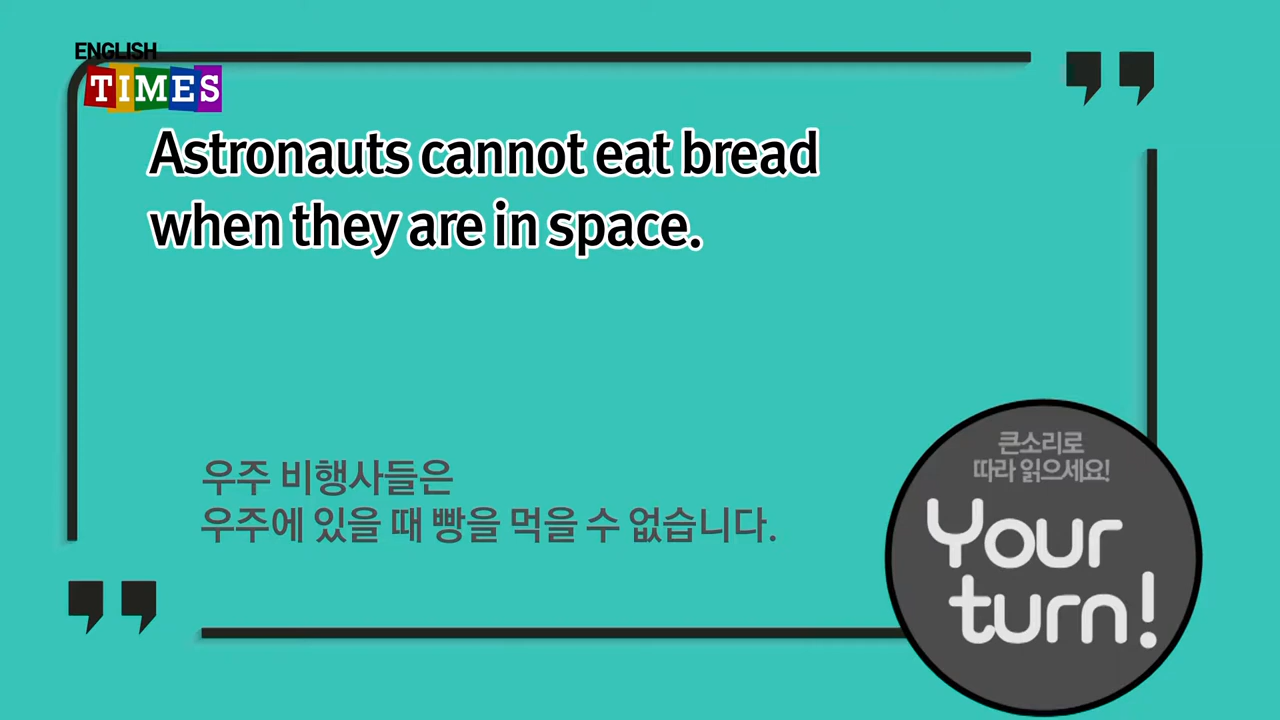 ENGLISH
TIMES
Astronauts cannot eat bread
when they are in space.
우주 비행사들은
우주에 있을 때 빵을 먹을 수 없습니다.
큰소리로
따라 읽으세요!
Your
turn!